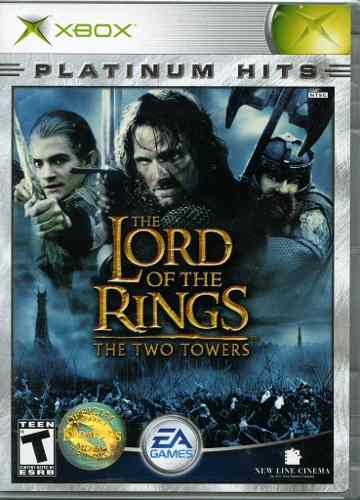 XBOX
PLATINUM HITS
NTSC
THE
LORD
OF THE
RINGS
THE TWO TOWERS
TEEN
T
ESRB
EA
GAMES
NEW LINE CINEMA